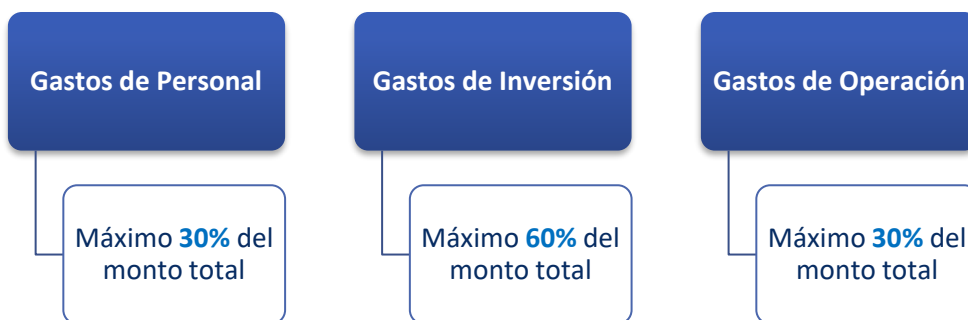 Gastos de Personal
Máximo 30% del
monto total
Gastos de Inversión
Máximo 60% del
monto total
Gastos de Operación
Máximo 30% del
monto total